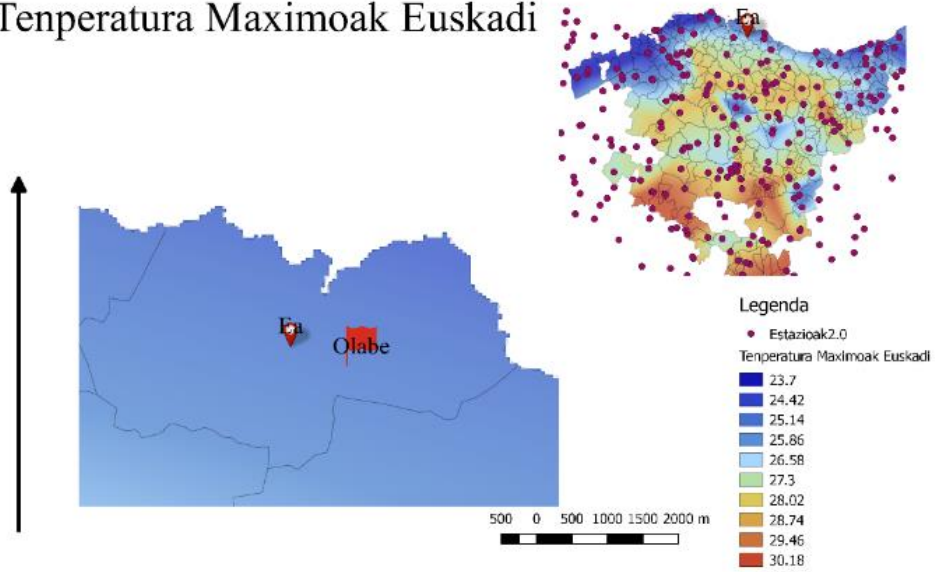 Tenperatura Maximoak Euskadi
Ea
Ea
Olabe
Legenda
Estazioak2.0
Tenperatura Maximoak Euskadi
23.7
24.42
25.14
25.86
26.58
27.3
28.02
28.74
29.46
30.18
500 0 500 1000 1500 2000 m